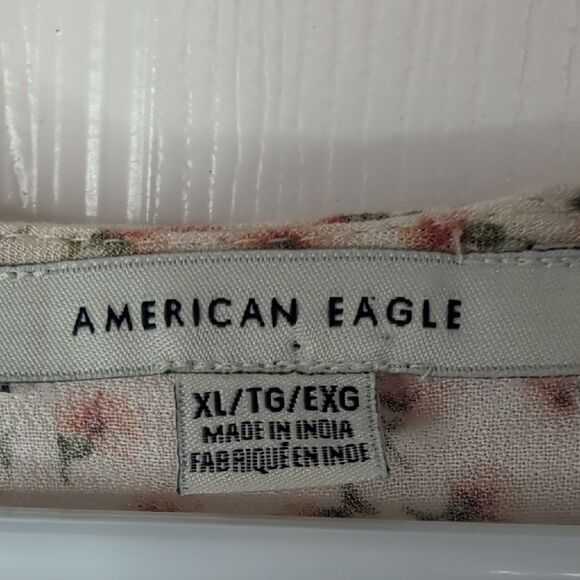 AMERICAN EAGLE
XL/TG/EXG
MADE IN INDIA
FABRIQUÉ EN INDE